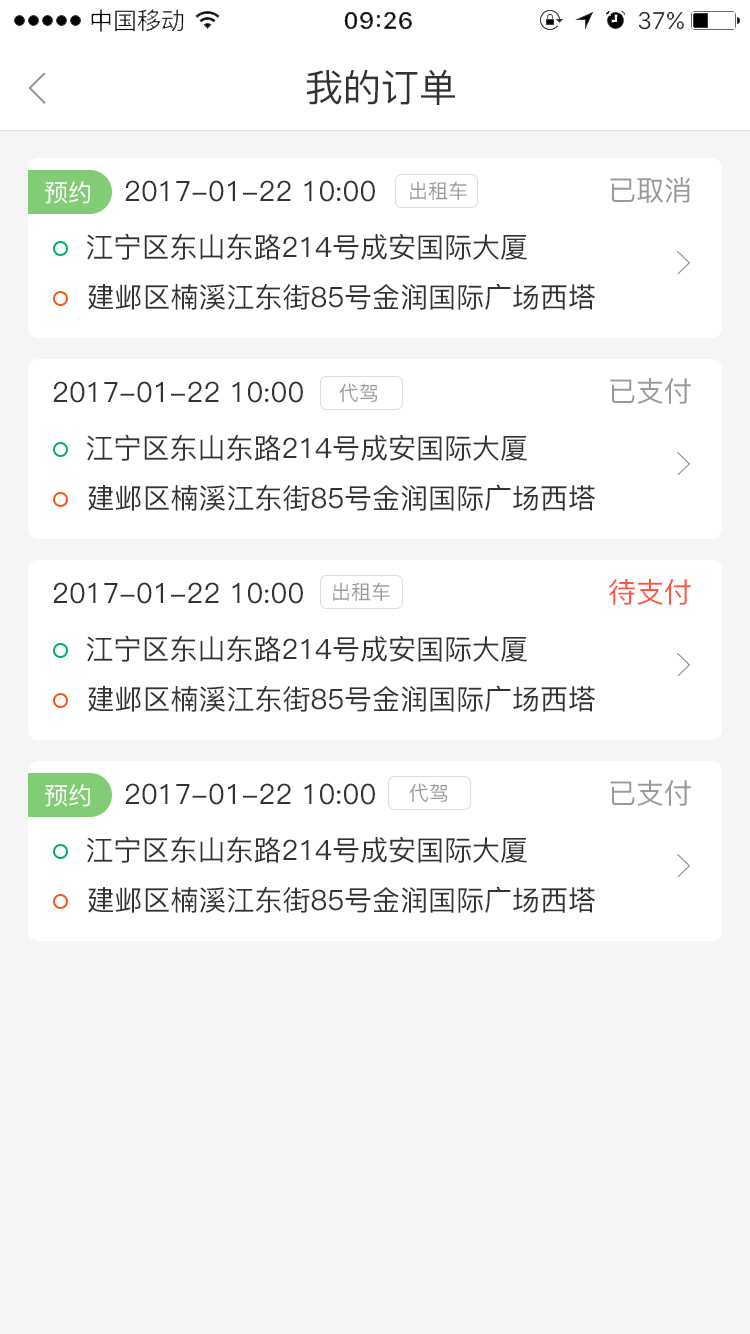 中国移动 09:26 37%
我的订单
预约 2017-01-22 10:00 出租车 已取消
江宁区东山东路214号成安国际大厦
建邺区楠溪江东街85号金润国际广场西塔
2017-01-22 10:00 代驾 已支付
江宁区东山东路214号成安国际大厦
建邺区楠溪江东街85号金润国际广场西塔
2017-01-22 10:00 出租车 待支付
江宁区东山东路214号成安国际大厦
建邺区楠溪江东街85号金润国际广场西塔
预约 2017-01-22 10:00 代驾 已支付
江宁区东山东路214号成安国际大厦
建邺区楠溪江东街85号金润国际广场西塔